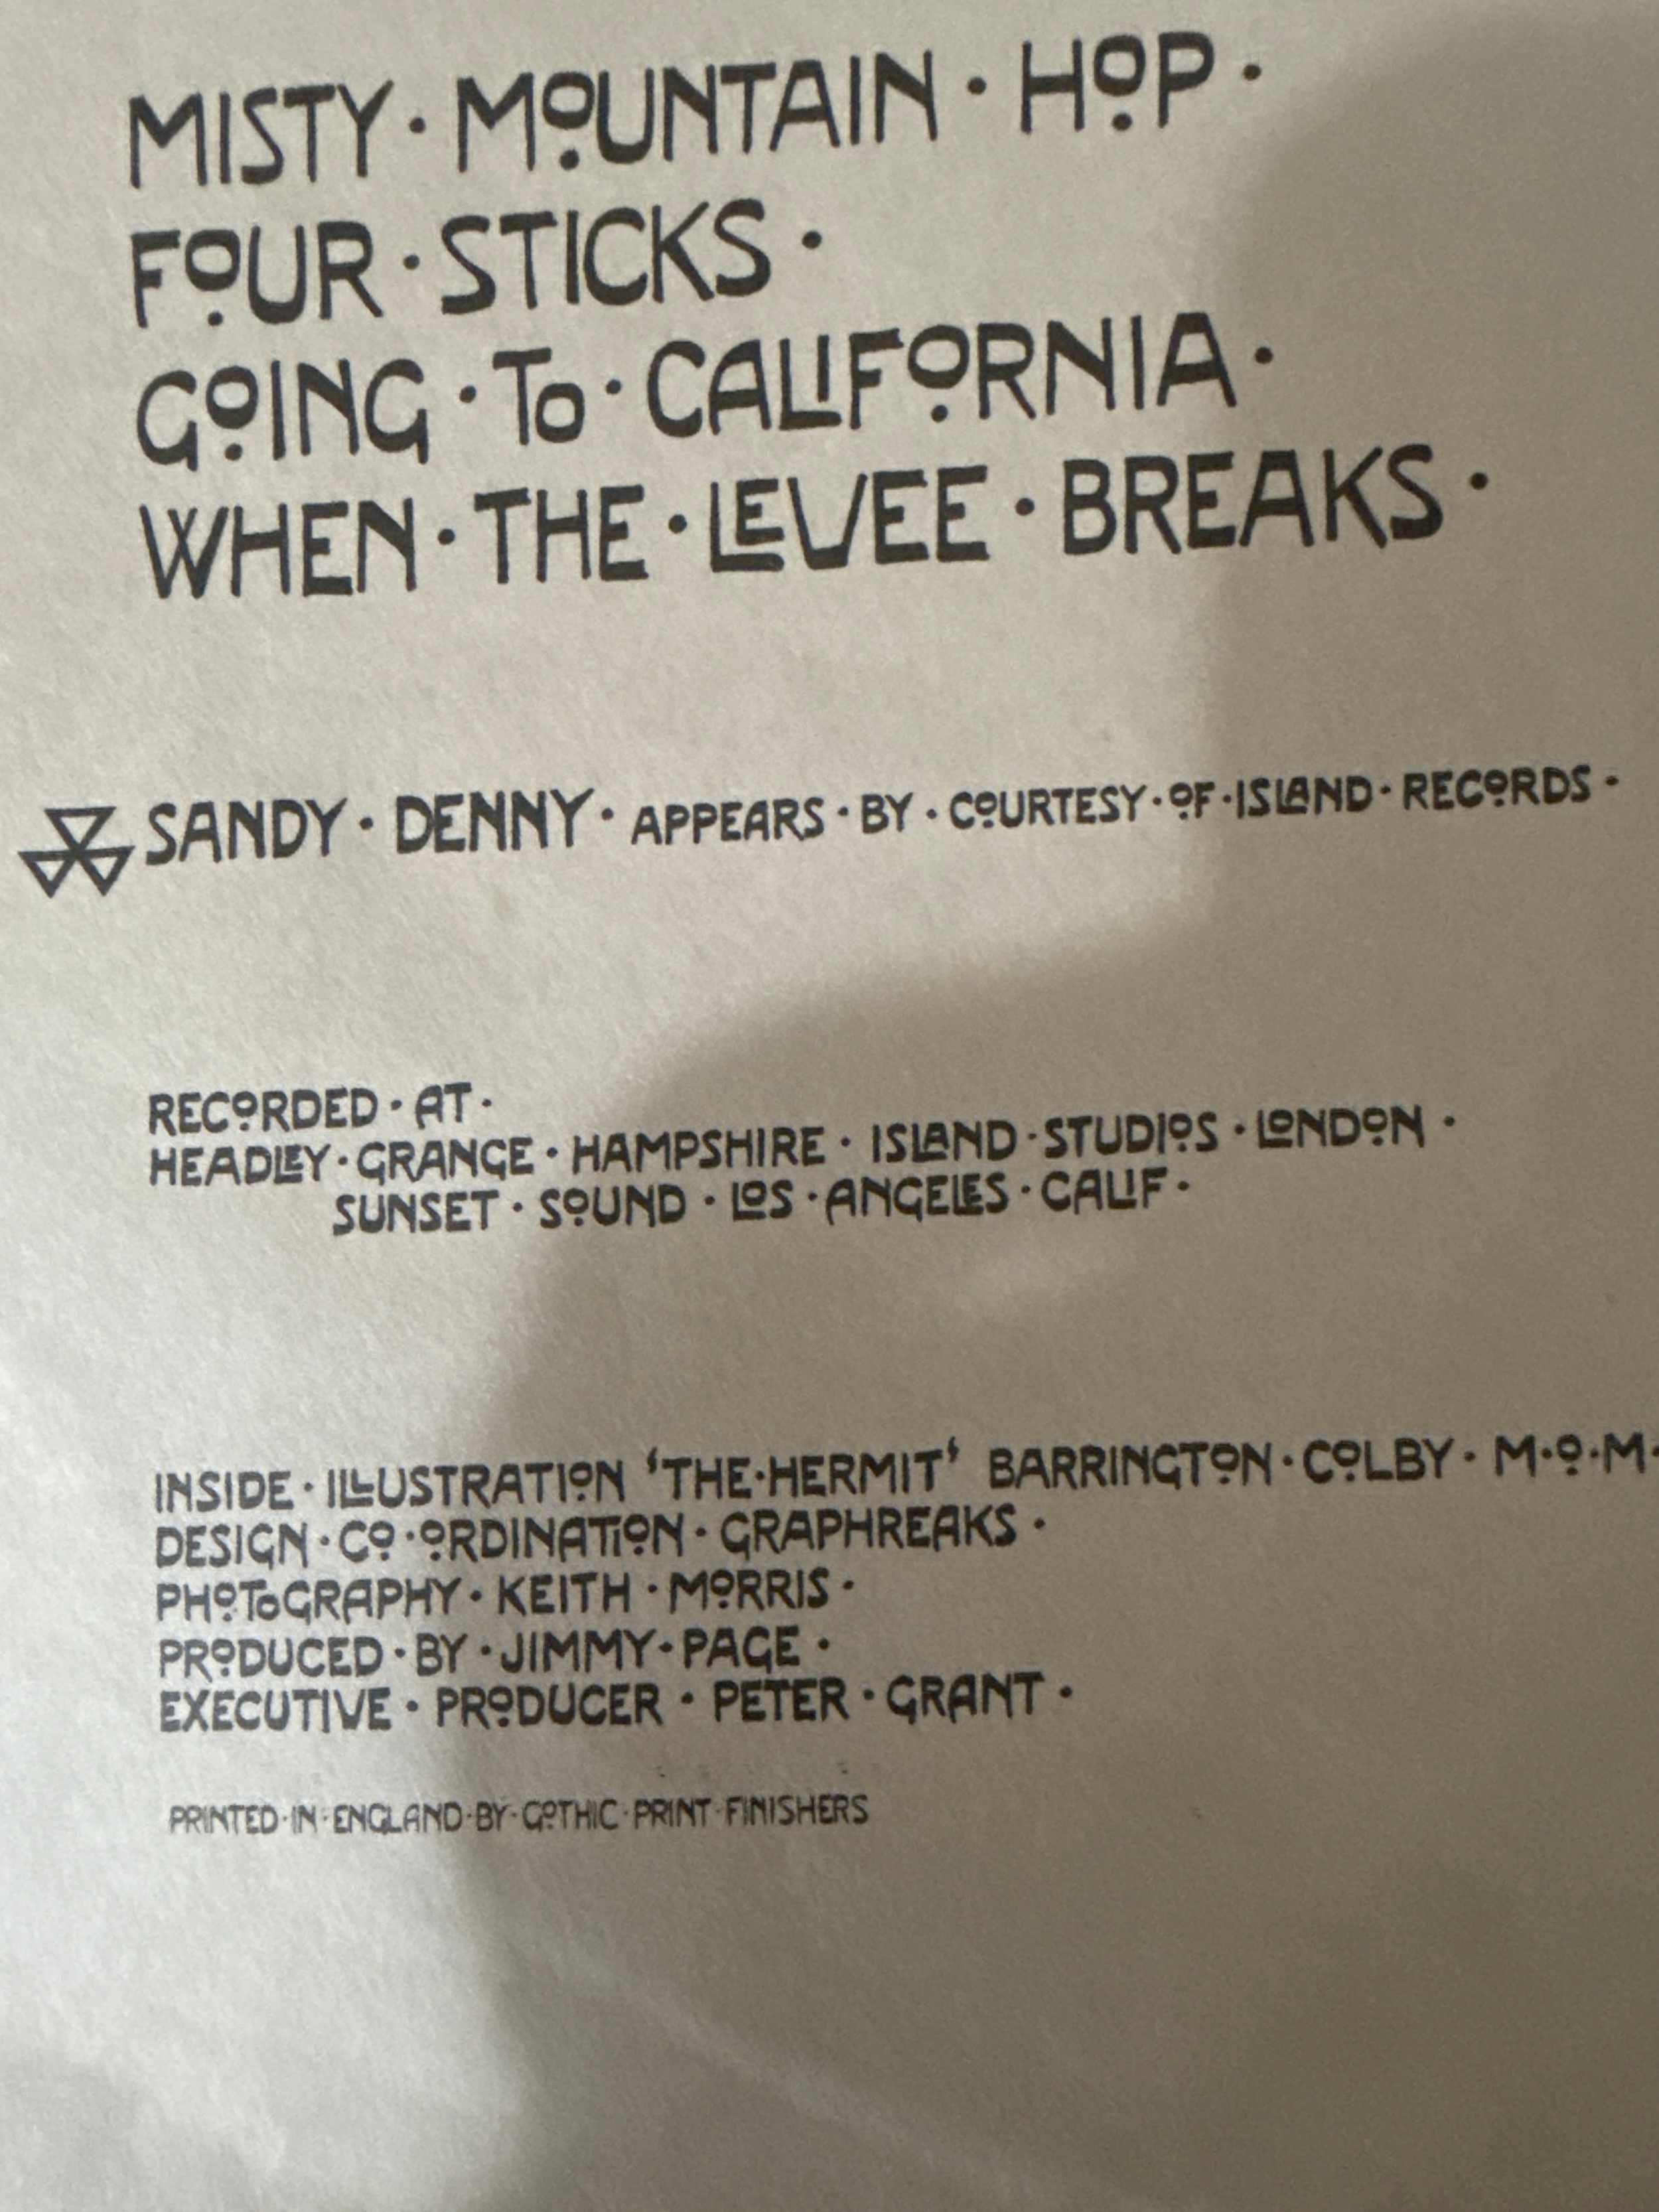 MISTY · MOUNTAIN · HOP ·
FOUR · STICKS ·
GOING · TO · CALIFORNIA ·
WHEN · THE · LEVEE · BREAKS ·
SANDY · DENNY · APPEARS · BY · COURTESY · OF · ISLAND · RECORDS ·
RECORDED · AT ·
HEADLEY · GRANGE · HAMPSHIRE · ISLAND · STUDIOS · LONDON ·
SUNSET · SOUND · LOS · ANGELES · CALIF ·
INSIDE · ILLUSTRATION 'THE · HERMIT' BARRINGTON · COLBY · M · O · M ·
DESIGN · CO · ORDINATION · GRAPHREAKS ·
PHOTOGRAPHY · KEITH · MORRIS ·
PRODUCED · BY · JIMMY · PAGE ·
EXECUTIVE · PRODUCER · PETER · GRANT ·
PRINTED · IN · ENGLAND · BY · GOTHIC · PRINT · FINISHERS